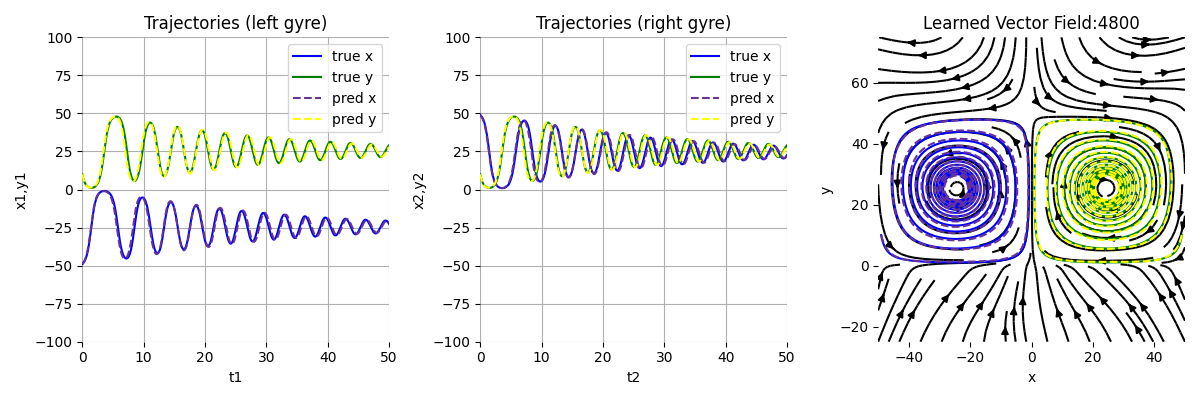 Trajectories (left gyre)
100
75
50
25
0
−25
−50
−75
−100
x1,y1
0
10
20
30
40
50
t1
true x
true y
pred x
pred y
Trajectories (right gyre)
100
75
50
25
0
−25
−50
−75
−100
x2,y2
0
10
20
30
40
50
t2
true x
true y
pred x
pred y
Learned Vector Field:4800
60
40
20
0
−20
y
−40
−20
0
20
40
x